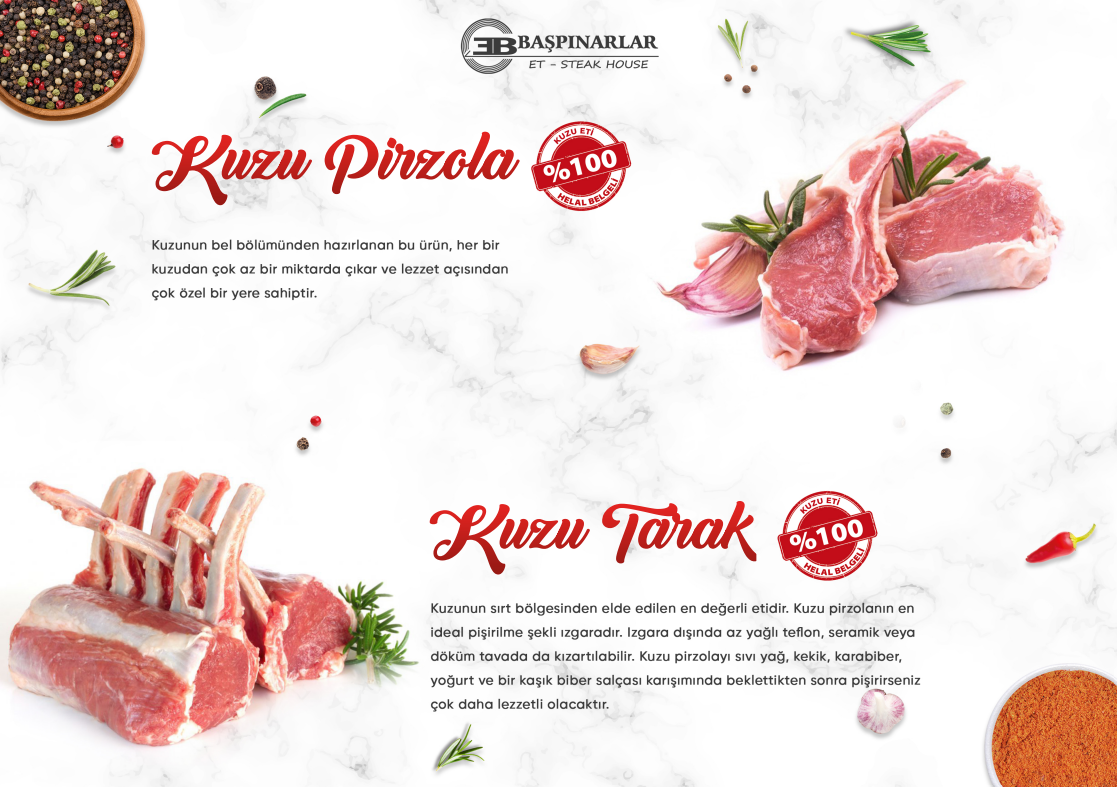 3B BAŞPINARLAR
ET - STEAK HOUSE
Kuzu Pirzola
KUZU ETİ
%100
HELAL BELGELİ
Kuzunun bel bölümünden hazırlanan bu ürün, her bir
kuzudan çok az bir miktarda çıkar ve lezzet açısından
çok özel bir yere sahiptir.
Kuzu Tarak
KUZU ETİ
%100
HELAL BELGELİ
Kuzunun sırt bölgesinden elde edilen en değerli etidir. Kuzu pirzolanın en
ideal pişirilme şekli ızgaradır. Izgara dışında az yağlı teflon, seramik veya
döküm tavada da kızartılabilir. Kuzu pirzolayı sıvı yağ, kekik, karabiber,
yoğurt ve bir kaşık biber salçası karışımında beklettikten sonra pişirirseniz
çok daha lezzetli olacaktır.